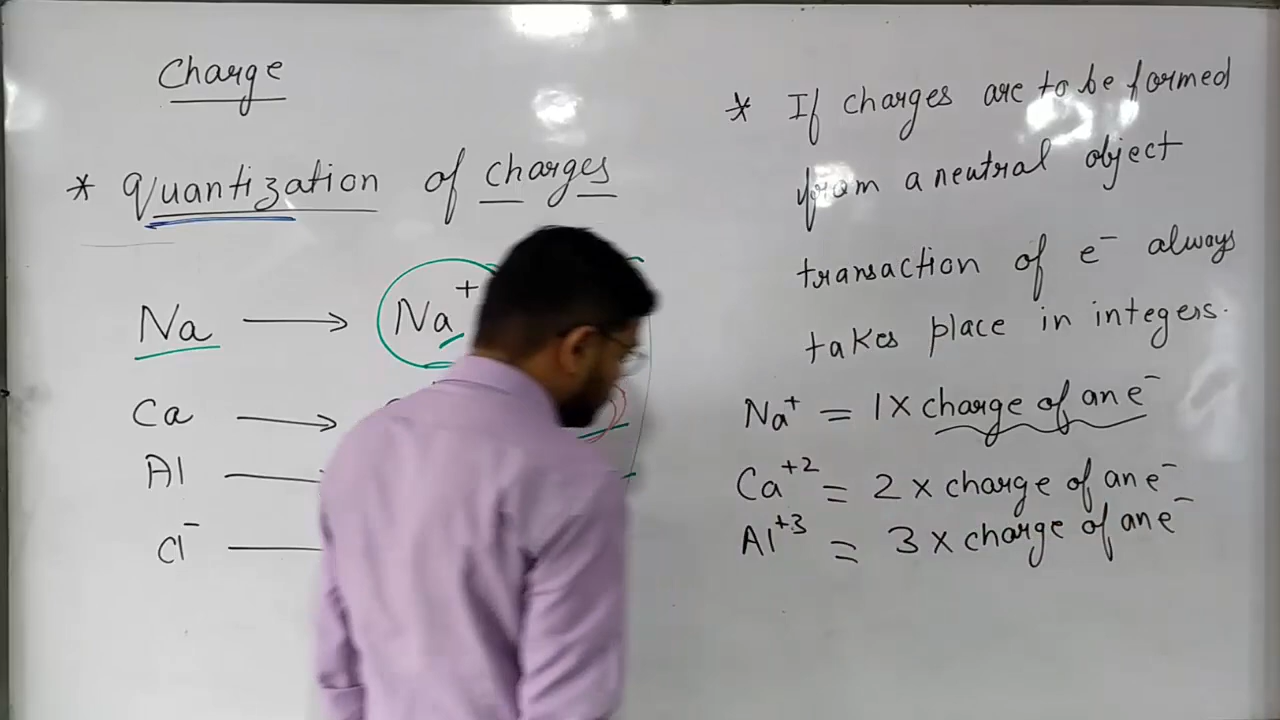 Charge
* Quantization of charges
Na → Na⁺
Ca →
Al
Cl⁻
* If charges are to be formed
from a neutral object
transaction of e⁻ always
takes place in integers.
Na⁺ = 1 × charge of an e⁻
Ca⁺² = 2 × charge of an e⁻
Al⁺³ = 3 × charge of an e⁻